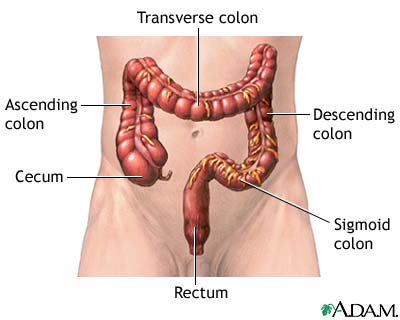 Transverse colon
Ascending
colon
Descending
colon
Cecum
Sigmoid
colon
Rectum
A.D.A.M.